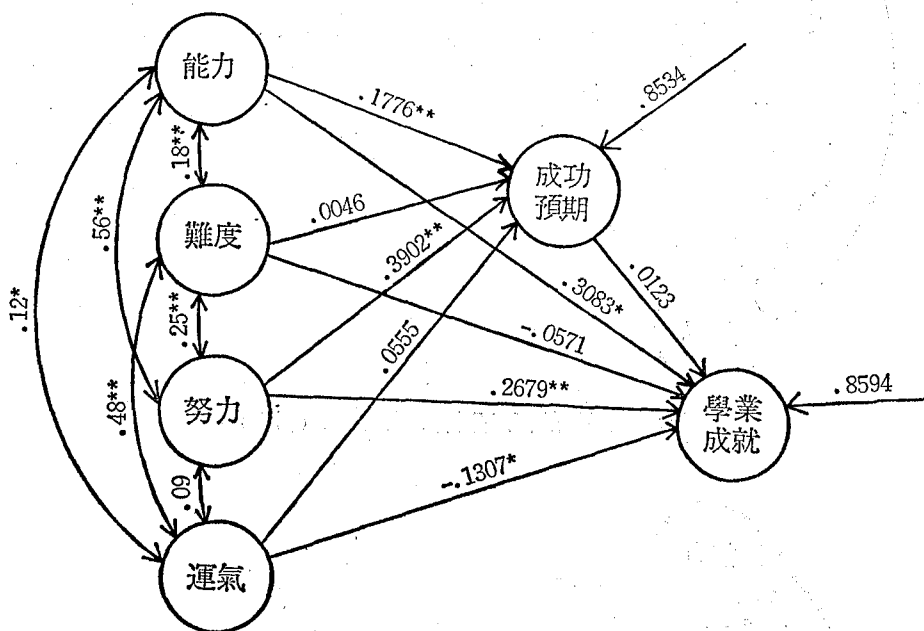 能力
.1776**
.8534
.18**
成功
預期
.56**
難度
.0046
.3902**
.3083*
.0123
.12*
.25**
.0555
-.0571
.48**
努力
.2679**
學業
成就
.8594
.09
-.1307*
運氣